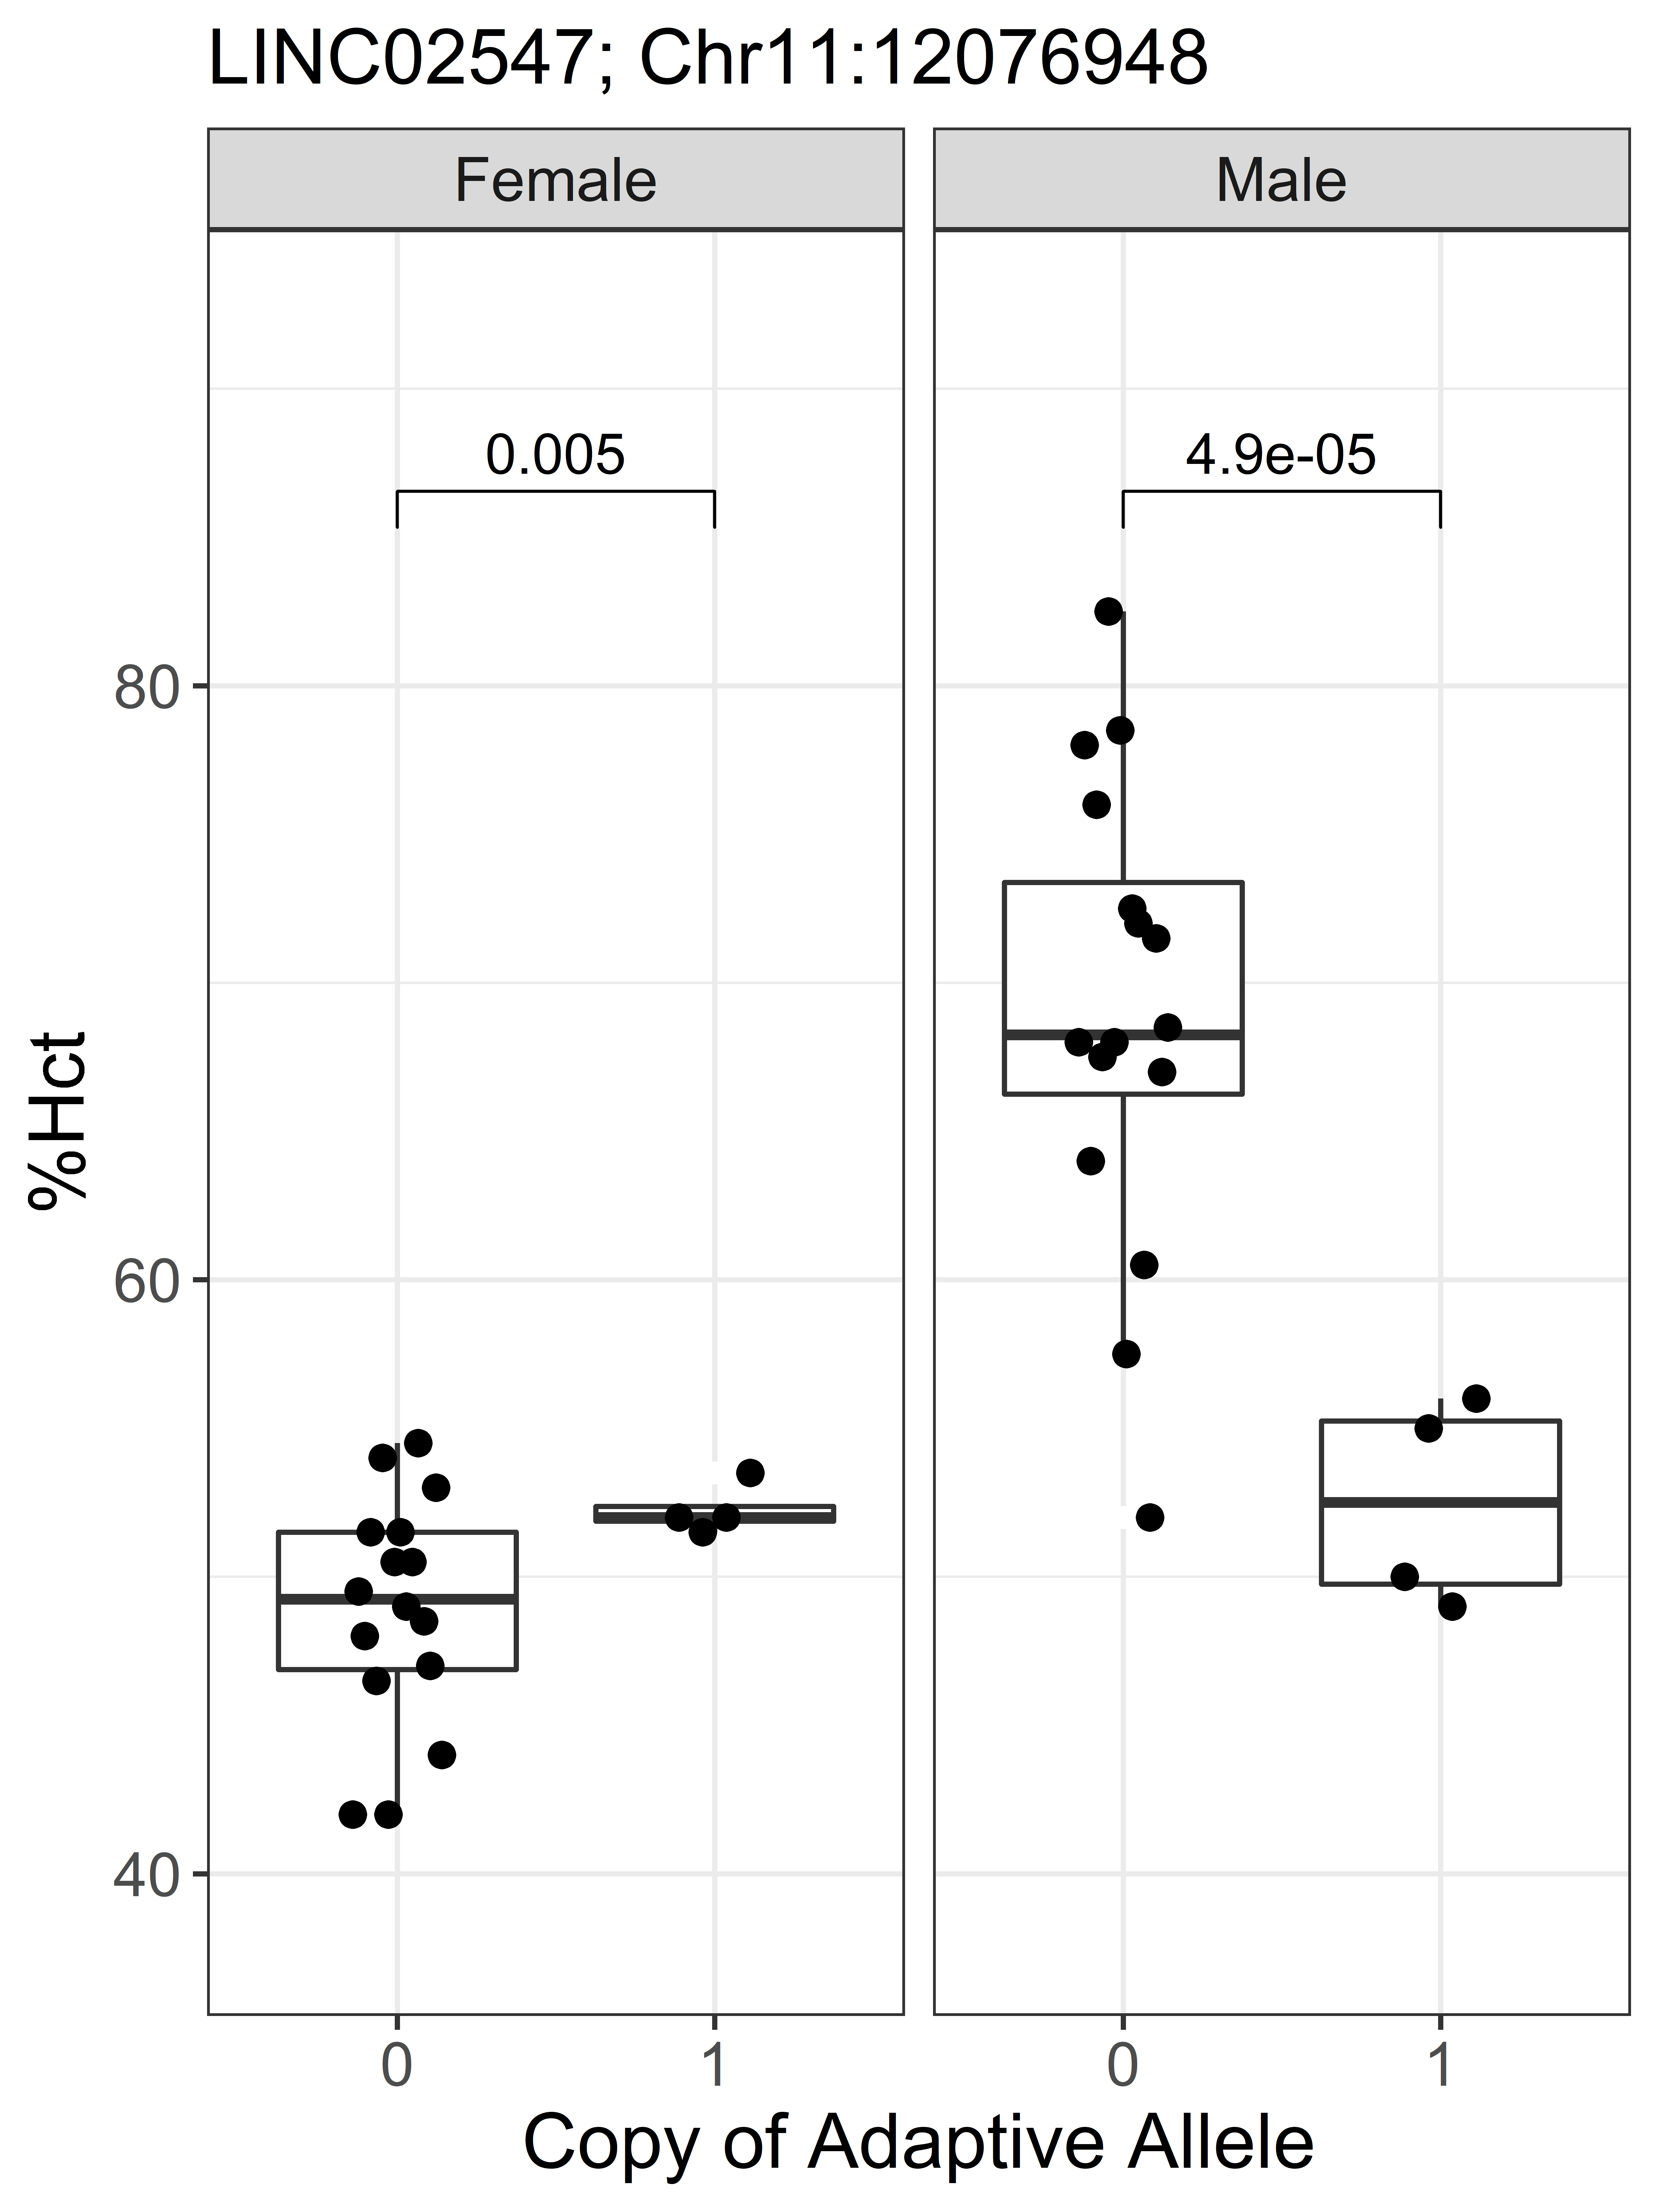 LINC02547; Chr11:12076948
Female
Male
0.005
4.9e-05
80
60
40
%Hct
0
1
0
1
Copy of Adaptive Allele